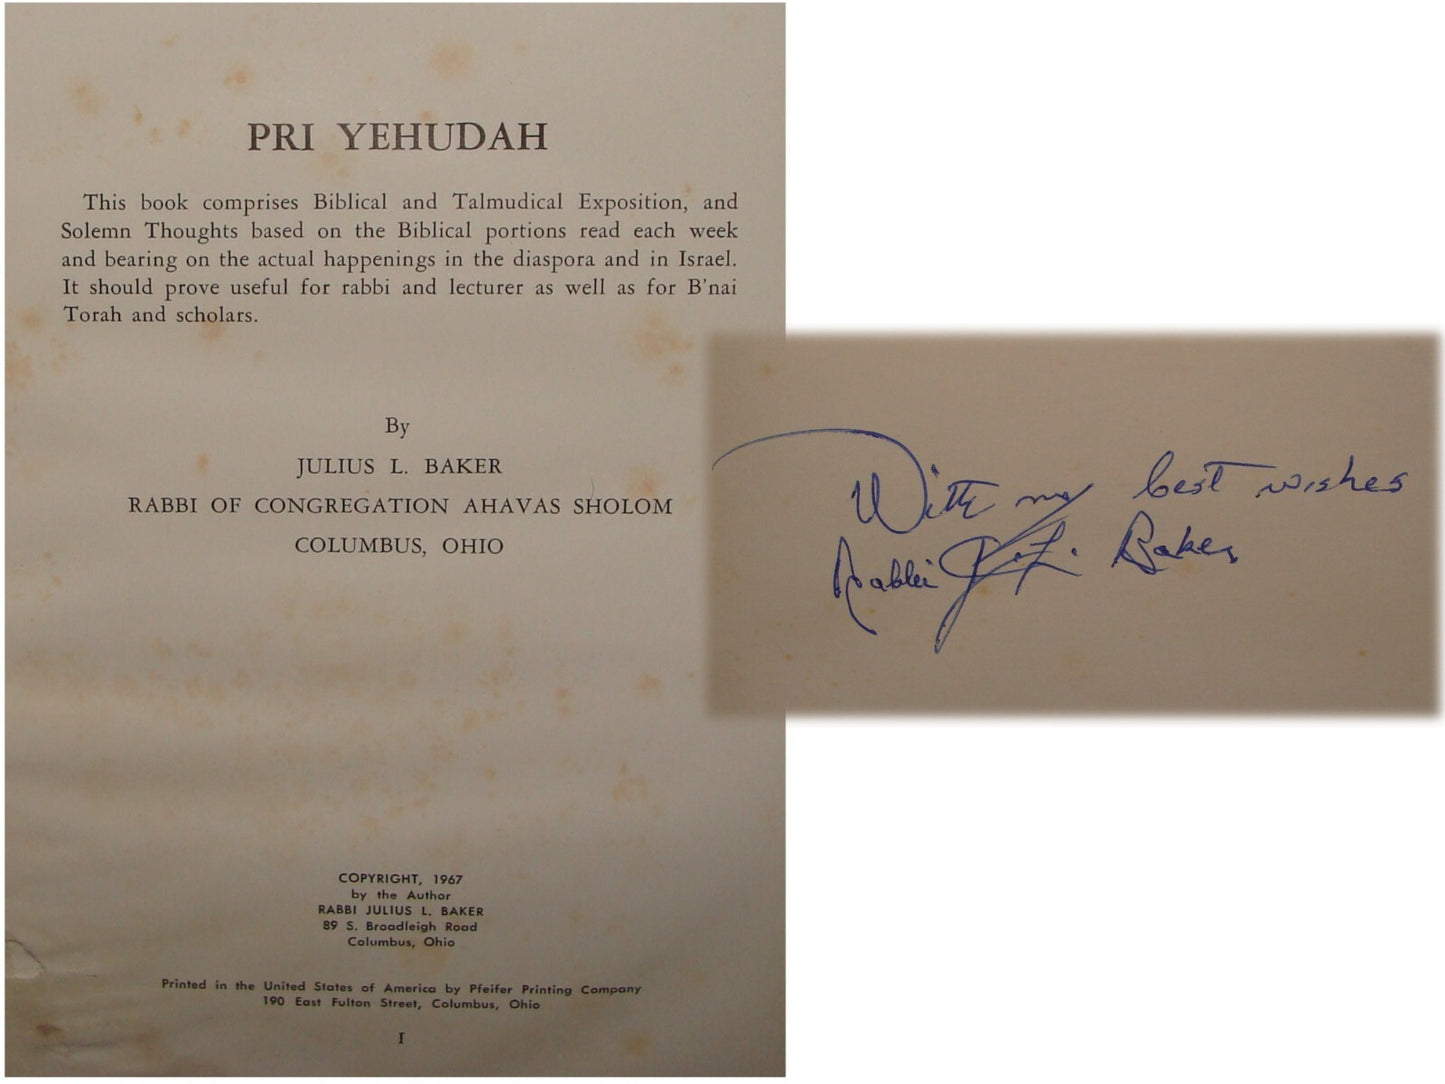 PRI YEHUDAH
This book comprises Biblical and Talmudical Exposition, and
Solemn Thoughts based on the Biblical portions read each week
and bearing on the actual happenings in the diaspora and in Israel.
It should prove useful for rabbi and lecturer as well as for B'nai
Torah and scholars.
By
JULIUS L. BAKER
RABBI OF CONGREGATION AHAVAS SHOLOM
COLUMBUS, OHIO
COPYRIGHT, 1967
by the Author
RABBI JULIUS L. BAKER
89 S. Broadleigh Road
Columbus, Ohio
Printed in the United States of America by Pfeifer Printing Company
190 East Fulton Street, Columbus, Ohio
I
With my best wishes
Rabbi J. L. Baker